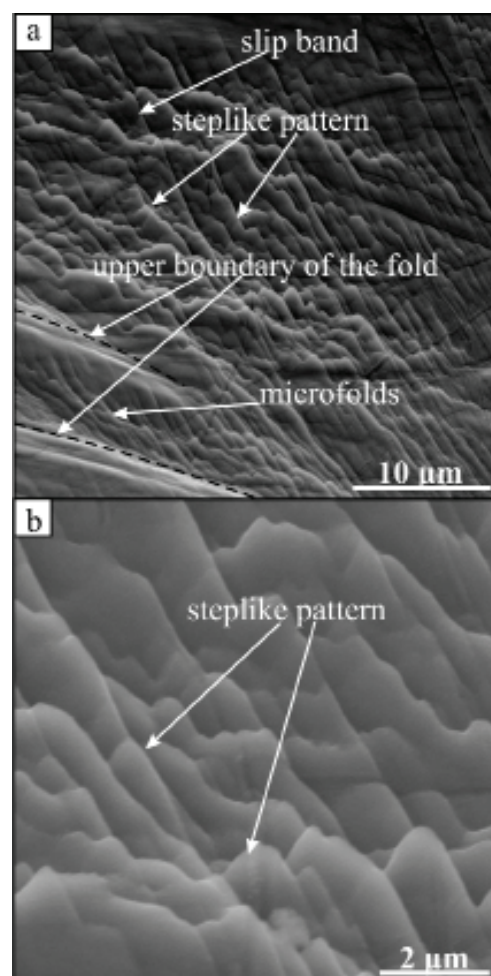 a
slip band
steplike pattern
upper boundary of the fold
microfolds
10 μm
b
steplike pattern
2 μm